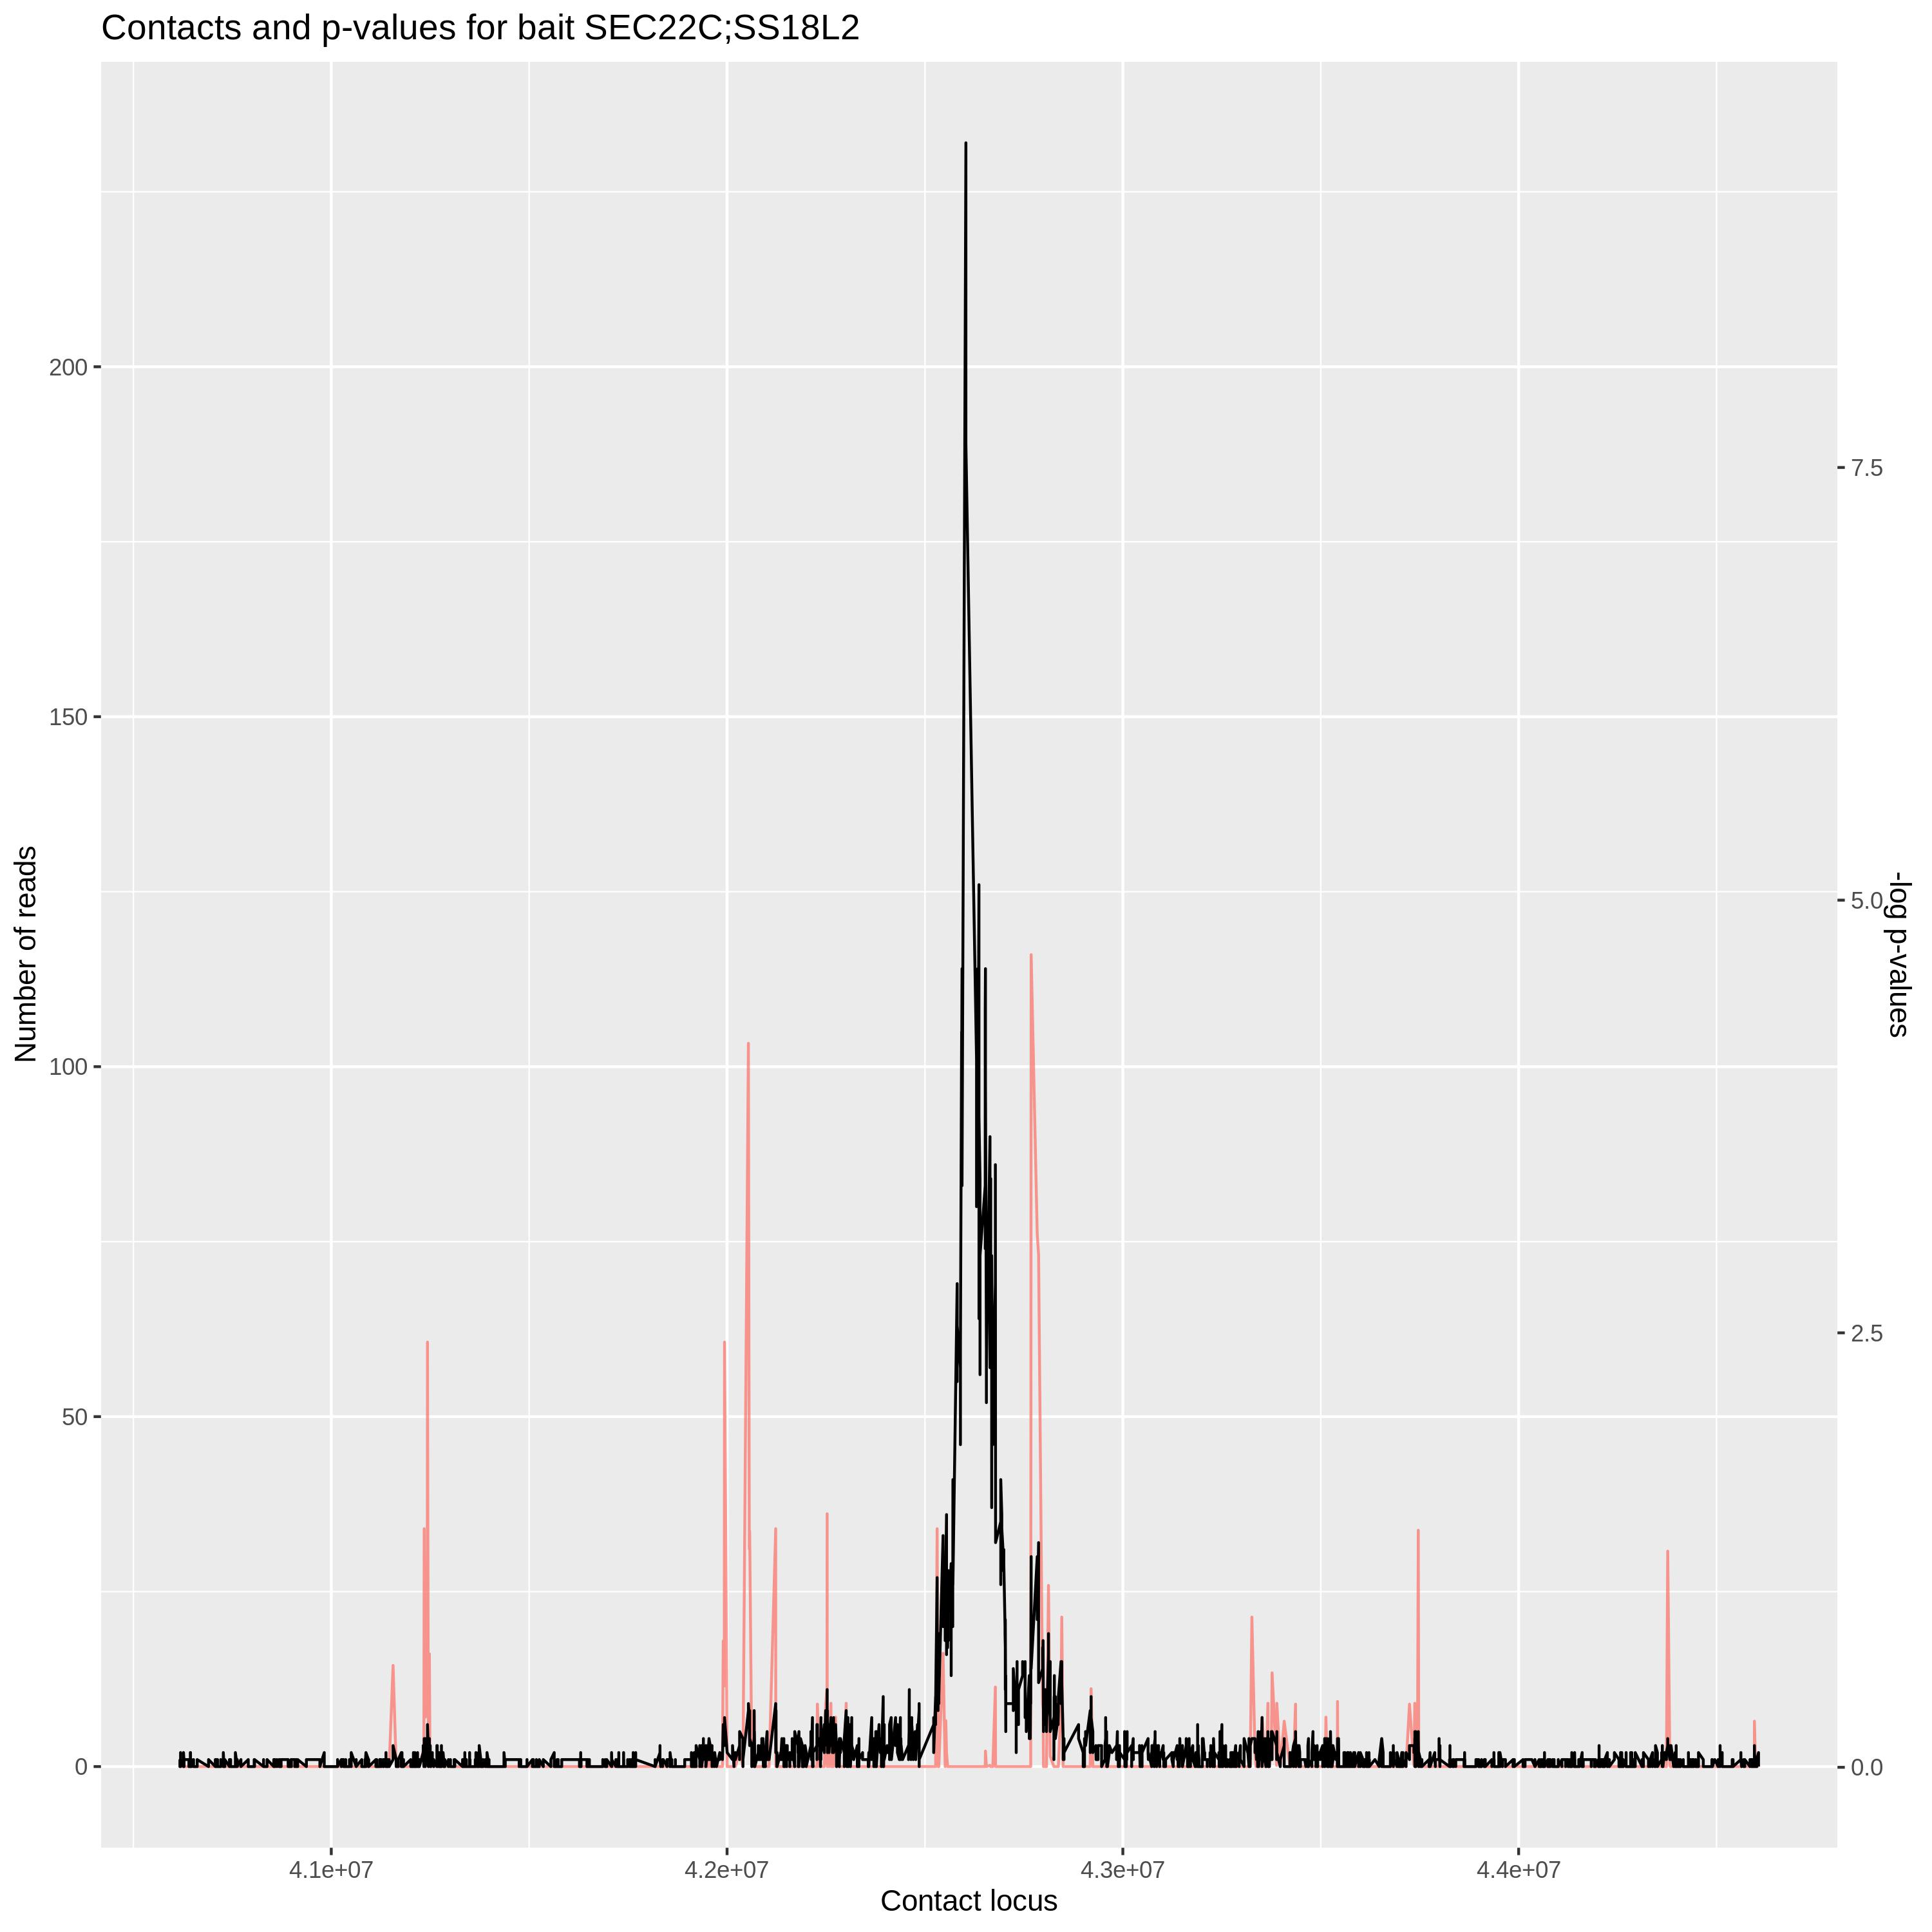 Contacts and p-values for bait SEC22C;SS18L2
Number of reads
200
150
100
50
0
7.5
5.0
2.5
0.0
-log p-values
4.1e+07 4.2e+07 4.3e+07 4.4e+07
Contact locus